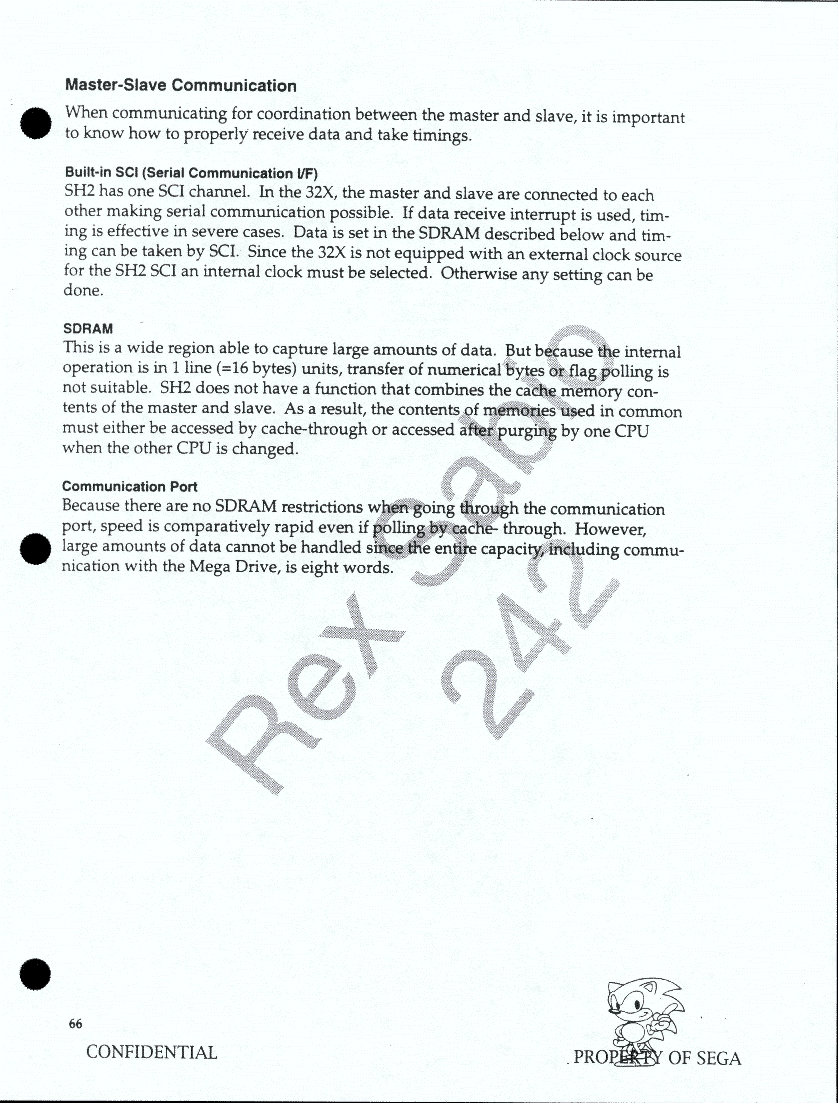 Master-Slave Communication
When communicating for coordination between the master and slave, it is important
to know how to properly receive data and take timings.
Built-in SCI (Serial Communication I/F)
SH2 has one SCI channel. In the 32X, the master and slave are connected to each
other making serial communication possible. If data receive interrupt is used, tim-
ing is effective in severe cases. Data is set in the SDRAM described below and tim-
ing can be taken by SCI. Since the 32X is not equipped with an external clock source
for the SH2 SCI an internal clock must be selected. Otherwise any setting can be
done.
SDRAM
This is a wide region able to capture large amounts of data. But because the internal
operation is in 1 line (=16 bytes) units, transfer of numerical bytes or flag polling is
not suitable. SH2 does not have a function that combines the cache memory con-
tents of the master and slave. As a result, the contents of memories used in common
must either be accessed by cache-through or accessed after purging by one CPU
when the other CPU is changed.
Communication Port
Because there are no SDRAM restrictions when going through the communication
port, speed is comparatively rapid even if polling by cache- through. However,
large amounts of data cannot be handled since the entire capacity, including commu-
nication with the Mega Drive, is eight words.
Rex Sabio
242
66
CONFIDENTIAL
PROPERTY OF SEGA